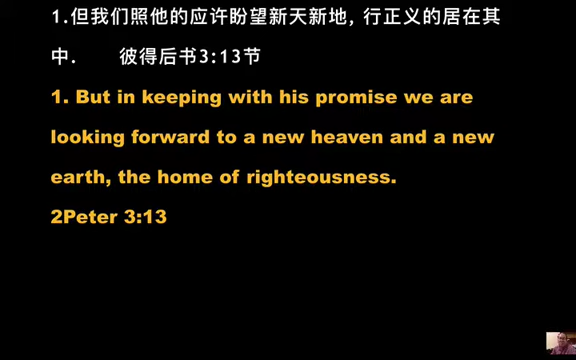 1.但我们照他的应许盼望新天新地, 行正义的居在其
中.  彼得后书3:13节
1. But in keeping with his promise we are
looking forward to a new heaven and a new
earth, the home of righteousness.
2Peter 3:13